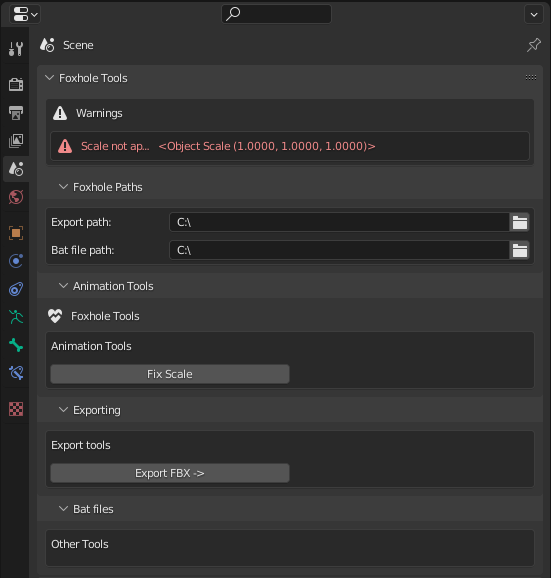 Scene
Foxhole Tools
Warnings
Scale not ap... <Object Scale (1.0000, 1.0000, 1.0000)>
Foxhole Paths
Export path: C:\
Bat file path: C:\
Animation Tools
Foxhole Tools
Animation Tools
Fix Scale
Exporting
Export tools
Export FBX ->
Bat files
Other Tools